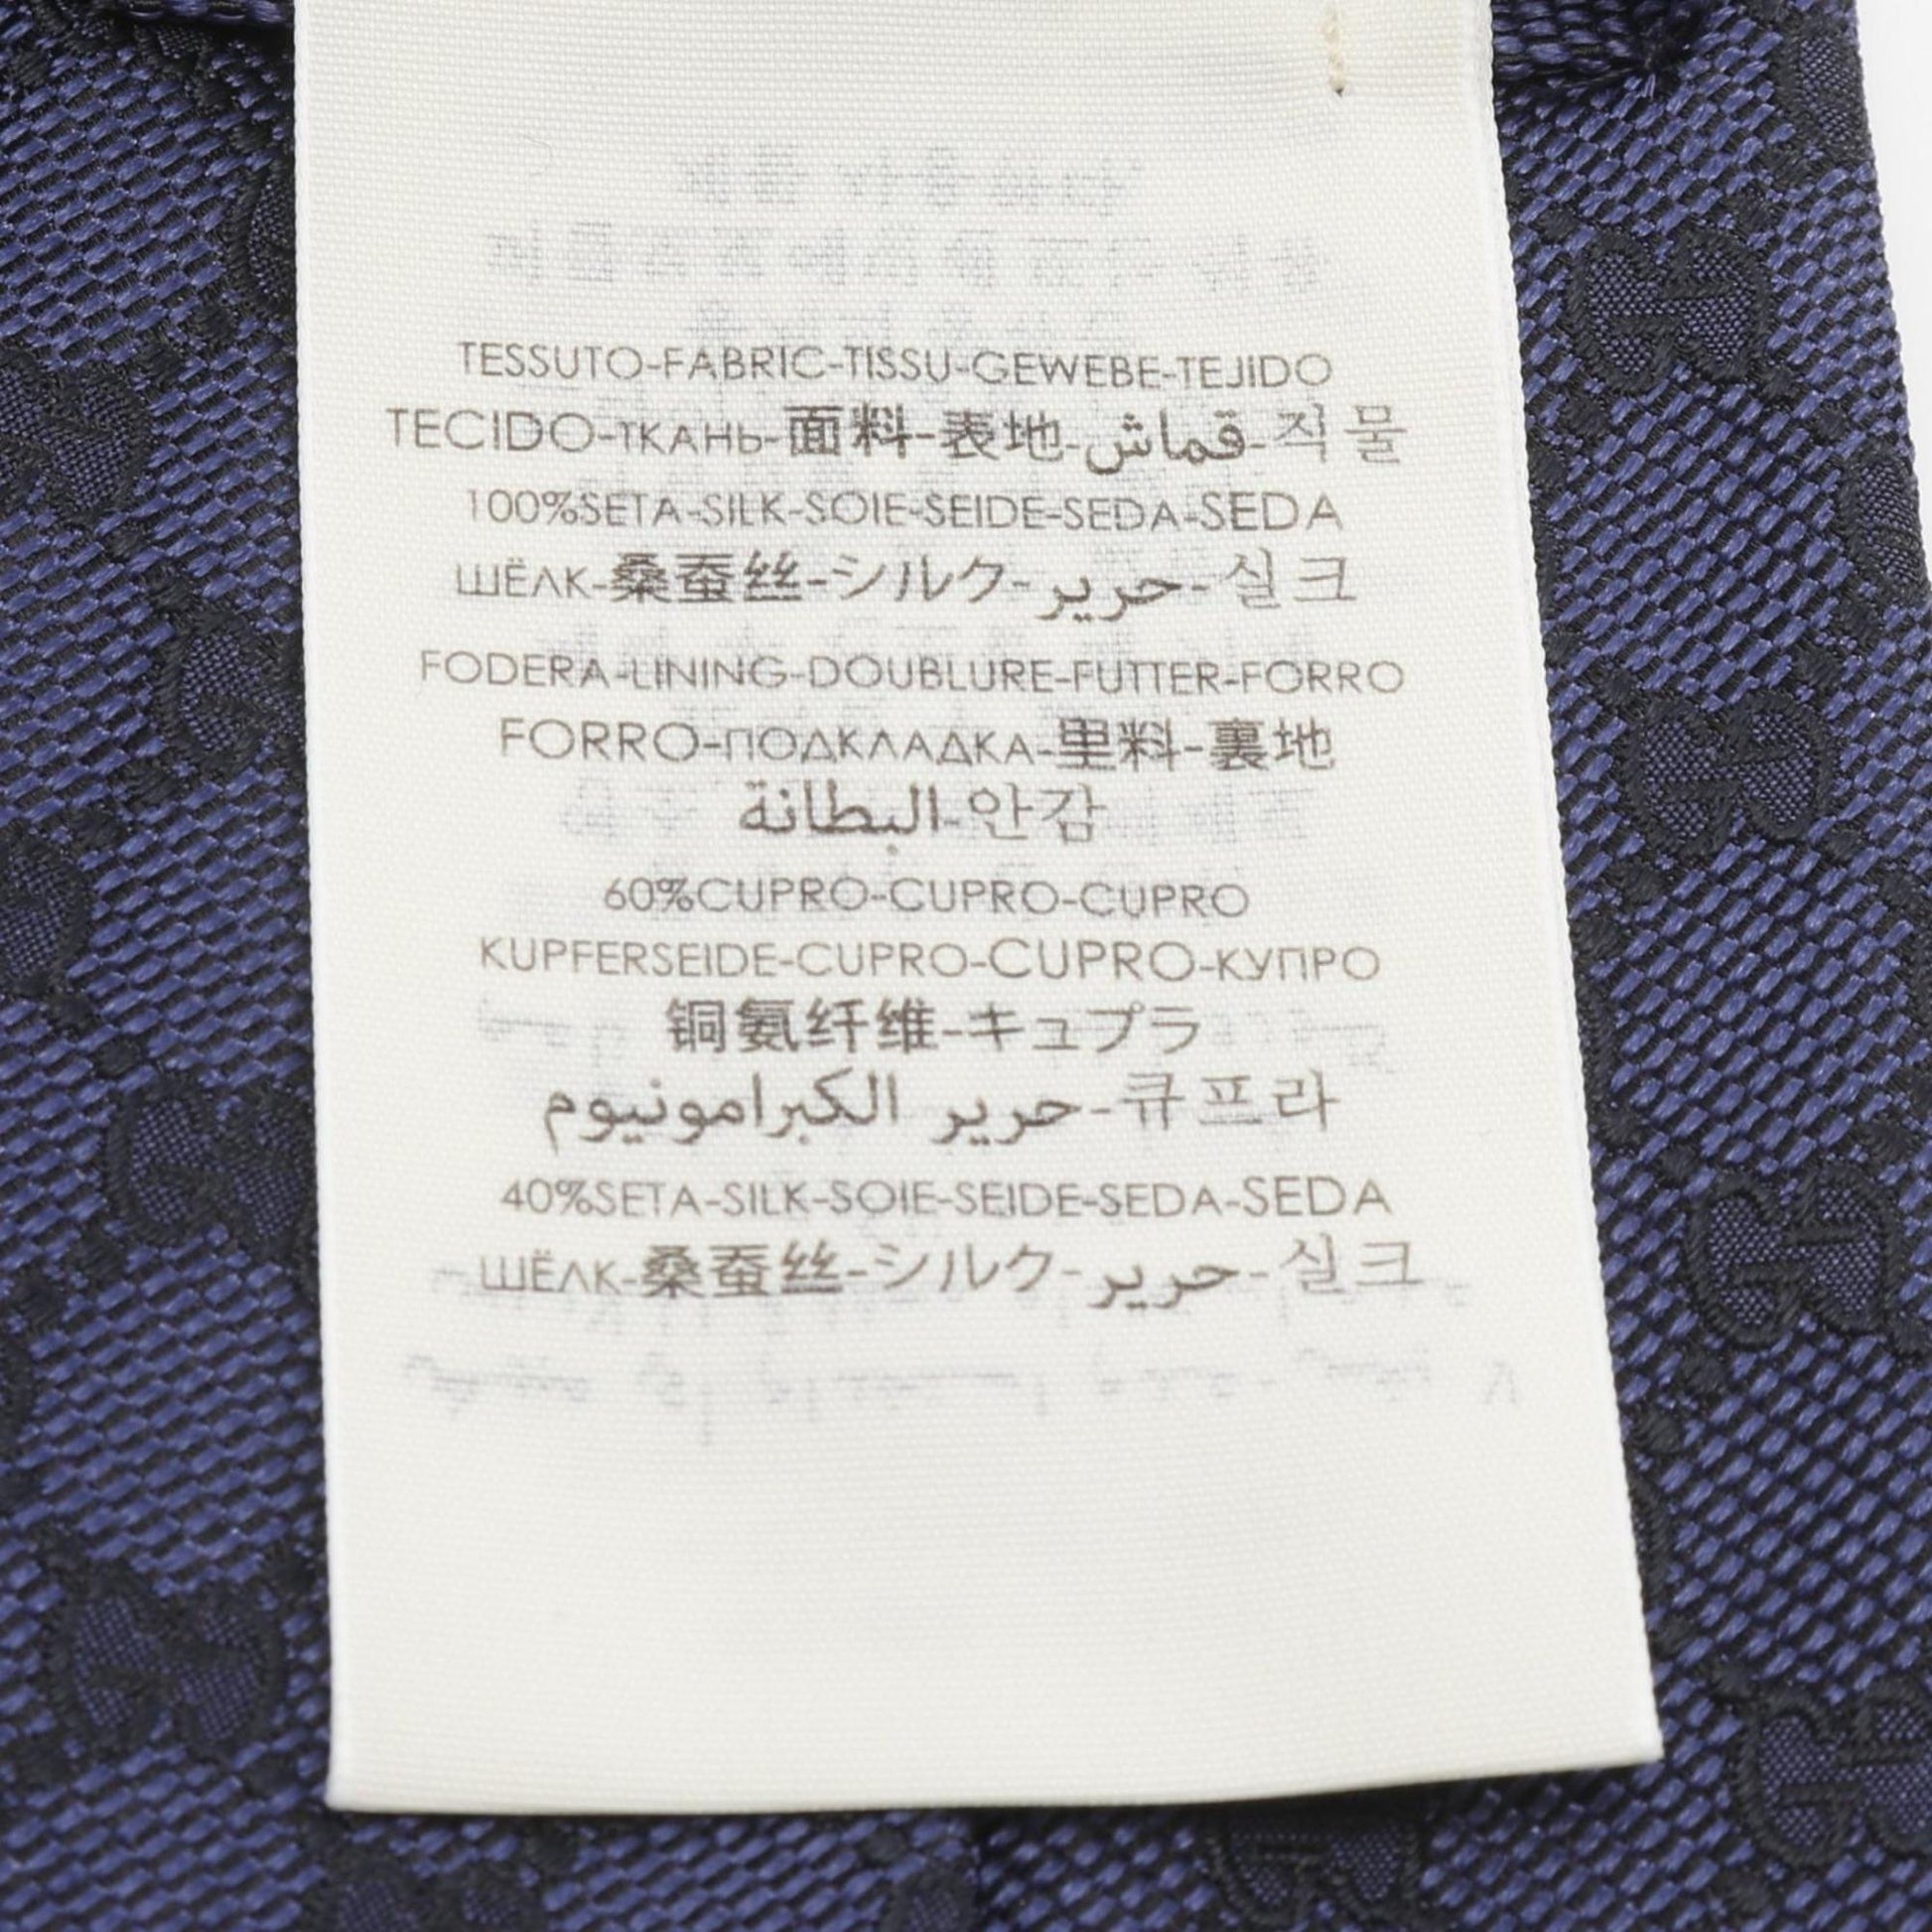 TESSUTO-FABRIC-TISSU-GEWEBE-TEJIDO
TECIDO-ТКАНЬ-面料-表地-قماش-직물
100%SETA-SILK-SOIE-SEIDE-SEDA-SEDA
ШЁЛК-桑蚕丝-シルク-حرير-실크
FODERA-LINING-DOUBLURE-FUTTER-FORRO
FORRO-ПОДКЛАДКА-里料-裏地
البطانة-안감
60%CUPRO-CUPRO-CUPRO
KUPFERSEIDE-CUPRO-CUPRO-КУПРО
铜氨纤维-キュプラ
حرير الكبرامونيوم-큐프라
40%SETA-SILK-SOIE-SEIDE-SEDA-SEDA
ШЁЛК-桑蚕丝-シルク-حرير-실크